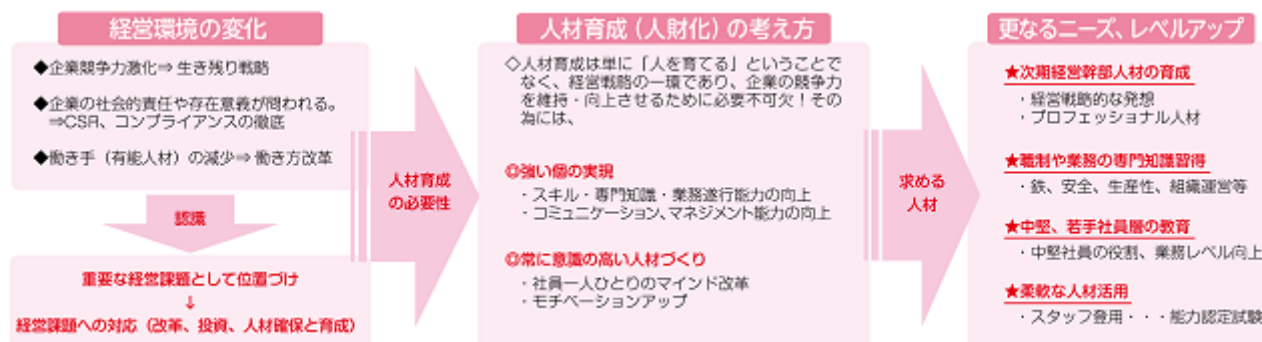 経営環境の変化
◆企業競争力激化⇒ 生き残り戦略
◆企業の社会的責任や存在意義が問われる。
⇒CSR、コンプライアンスの徹底
◆働き手（有能人材）の減少⇒ 働き方改革
認識
重要な経営課題として位置づけ
↓
経営課題への対応（改革、投資、人材確保と育成）
人材育成
の必要性
人材育成（人財化）の考え方
◇人材育成は単に「人を育てる」ということで
なく、経営戦略の一環であり、企業の競争力
を維持・向上させるために必要不可欠！その
為には、
◎強い個の実現
・スキル・専門知識・業務遂行能力の向上
・コミュニケーション、マネジメント能力の向上
◎常に意識の高い人材づくり
・社員一人ひとりのマインド改革
・モチベーションアップ
求める
人材
更なるニーズ、レベルアップ
★次期経営幹部人材の育成
・経営戦略的な発想
・プロフェッショナル人材
★職制や業務の専門知識習得
・鉄、安全、生産性、組織運営等
★中堅、若手社員層の教育
・中堅社員の役割、業務レベル向上
★柔軟な人材活用
・スタッフ登用・・・能力認定試験